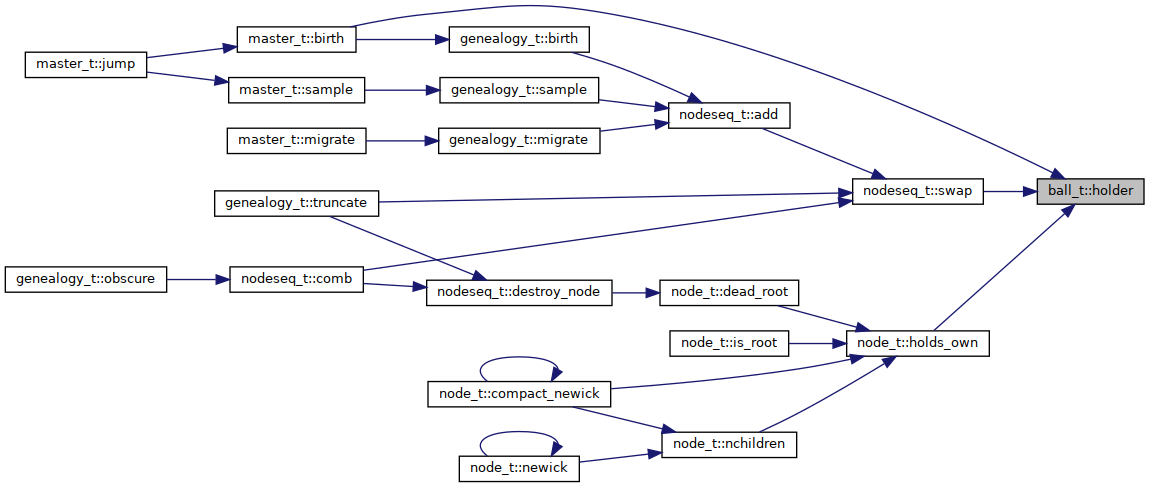 master_t::birth
genealogy_t::birth
master_t::jump
master_t::sample
genealogy_t::sample
nodeseq_t::add
master_t::migrate
genealogy_t::migrate
nodeseq_t::swap
ball_t::holder
genealogy_t::truncate
genealogy_t::obscure
nodeseq_t::comb
nodeseq_t::destroy_node
node_t::dead_root
node_t::is_root
node_t::holds_own
node_t::compact_newick
node_t::nchildren
node_t::newick